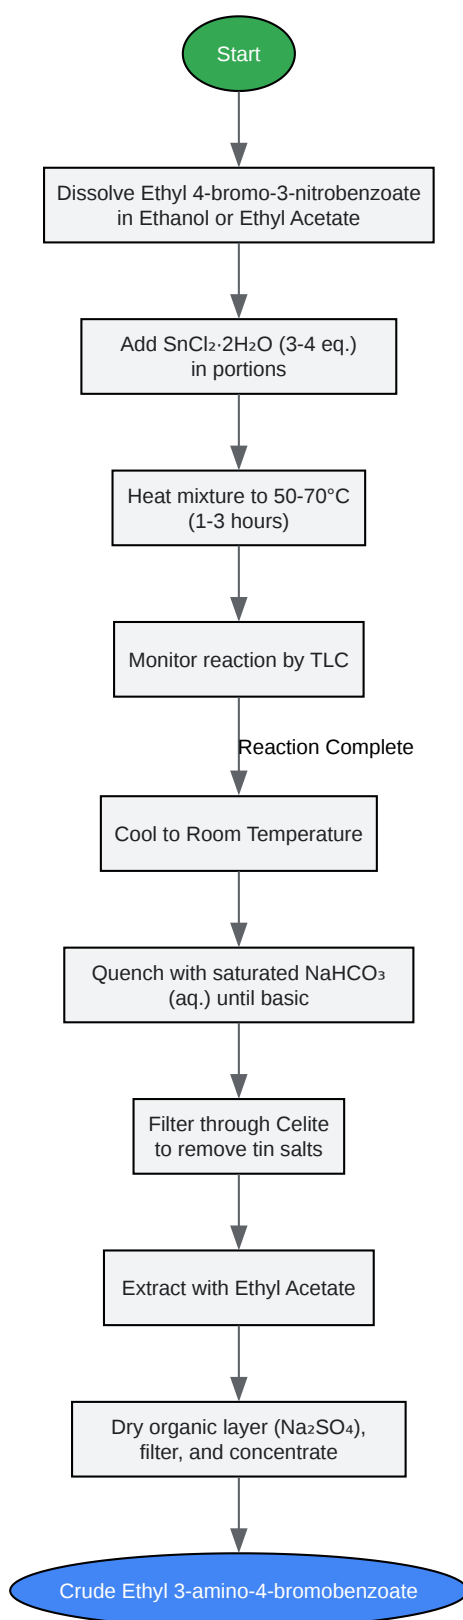 Start
Dissolve Ethyl 4-bromo-3-nitrobenzoate
in Ethanol or Ethyl Acetate
Add SnCl₂·2H₂O (3-4 eq.)
in portions
Heat mixture to 50-70°C
(1-3 hours)
Monitor reaction by TLC
Reaction Complete
Cool to Room Temperature
Quench with saturated NaHCO₃
(aq.) until basic
Filter through Celite
to remove tin salts
Extract with Ethyl Acetate
Dry organic layer (Na₂SO₄),
filter, and concentrate
Crude Ethyl 3-amino-4-bromobenzoate